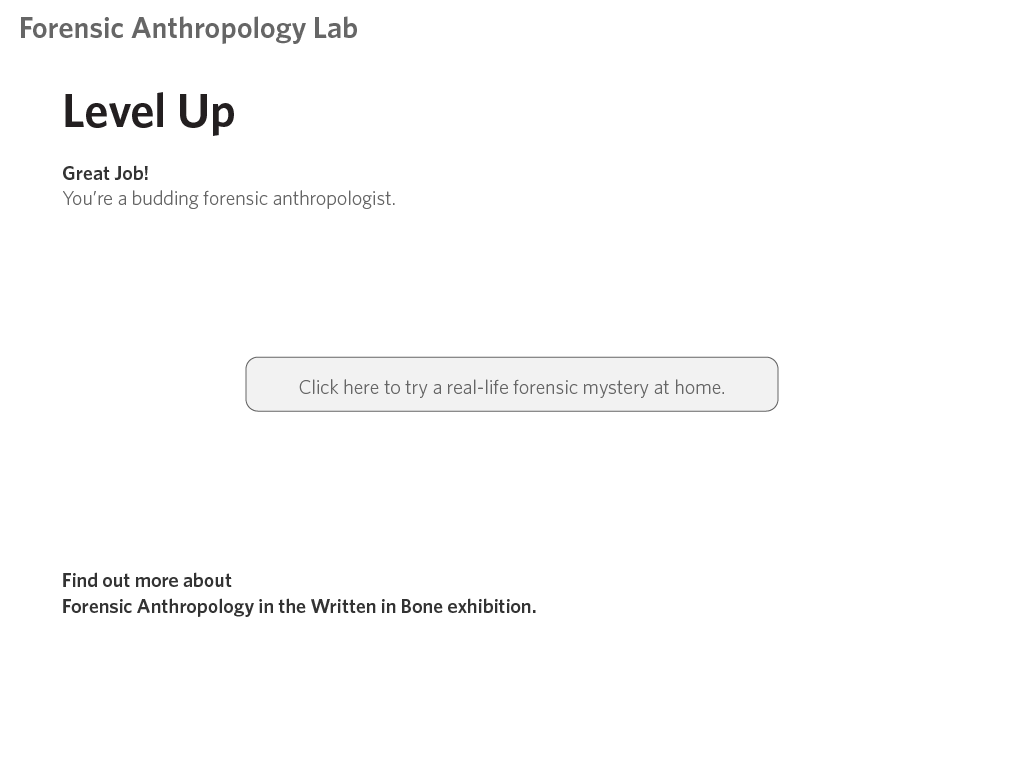 Forensic Anthropology Lab
Level Up
Great Job!
You’re a budding forensic anthropologist.
Click here to try a real-life forensic mystery at home.
Find out more about
Forensic Anthropology in the Written in Bone exhibition.